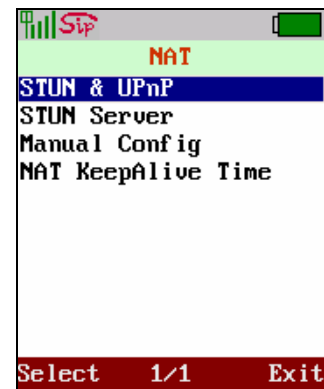 Sip
NAT
STUN & UPnP
STUN Server
Manual Config
NAT KeepAlive Time
Select 1/1 Exit